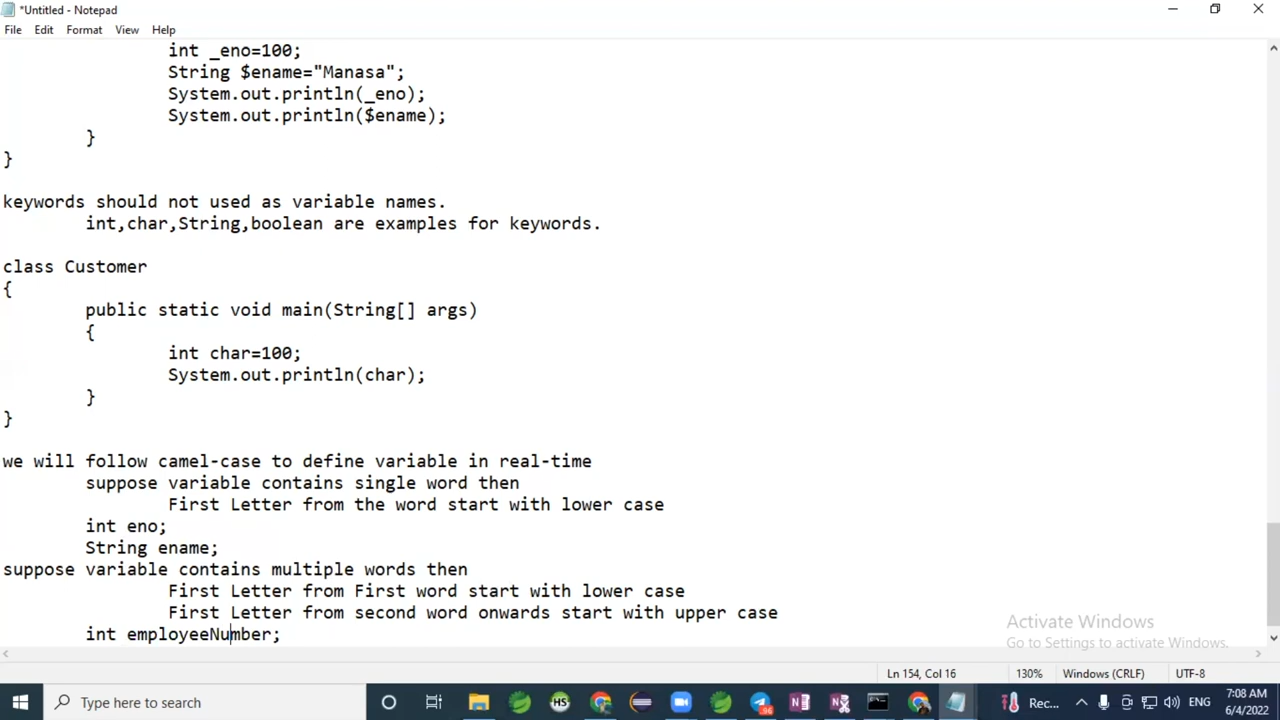 *Untitled - Notepad
File Edit Format View Help
int _eno=100;
String $ename="Manasa";
System.out.println(_eno);
System.out.println($ename);
}
}
keywords should not used as variable names.
int,char,String,boolean are examples for keywords.
class Customer
{
public static void main(String[] args)
{
int char=100;
System.out.println(char);
}
}
we will follow camel-case to define variable in real-time
suppose variable contains single word then
First Letter from the word start with lower case
int eno;
String ename;
suppose variable contains multiple words then
First Letter from First word start with lower case
First Letter from second word onwards start with upper case
int employeeNumber;
Activate Windows
Go to Settings to activate Windows.
Ln 154, Col 16 130% Windows (CRLF) UTF-8
Type here to search HS 96 N Rec... ENG 7:08 AM
6/4/2022